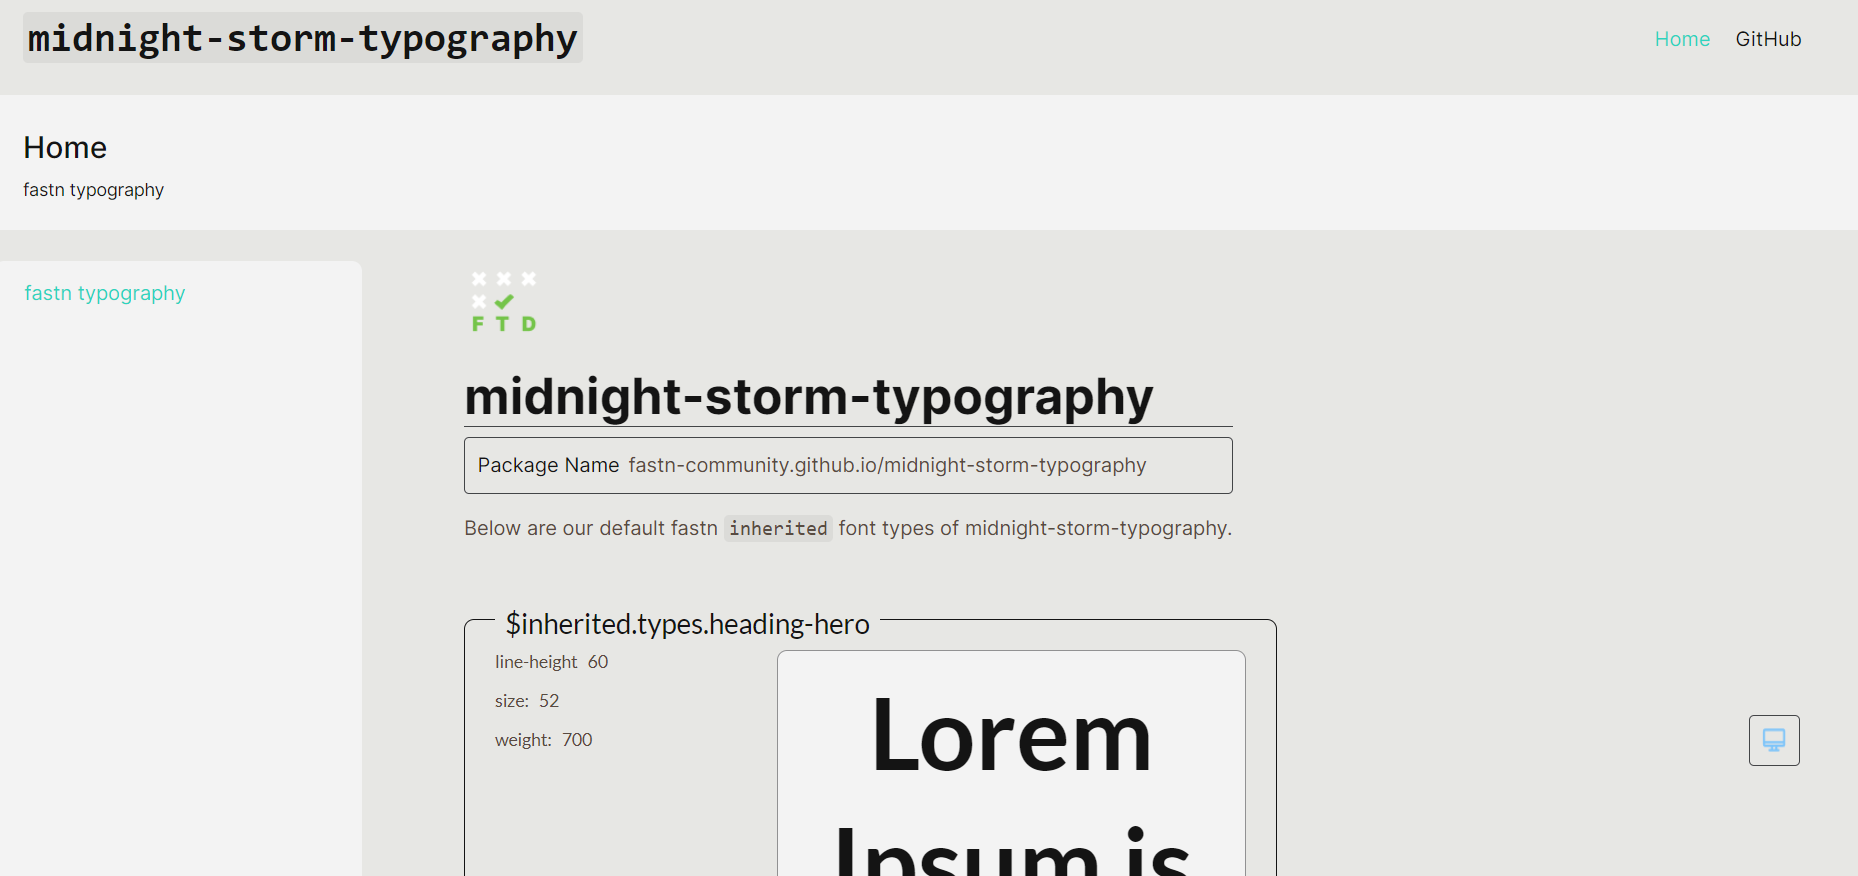 midnight-storm-typography
Home GitHub
Home
fastn typography
fastn typography
F T D
midnight-storm-typography
Package Name fastn-community.github.io/midnight-storm-typography
Below are our default fastn inherited font types of midnight-storm-typography.
$inherited.types.heading-hero
line-height 60
size: 52
weight: 700
Lorem
Ipsum is